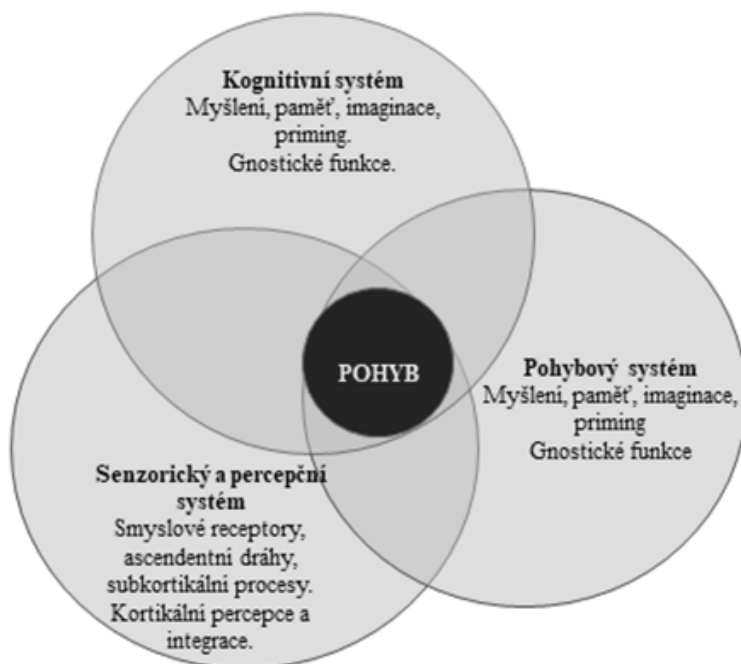 Kognitivní systém
Myšlení, paměť, imaginace,
priming.
Gnostické funkce.
POHYB
Pohybový systém
Myšlení, paměť, imaginace,
priming
Gnostické funkce
Senzorický a percepční
systém
Smyslové receptory,
ascendentní dráhy,
subkortikální procesy.
Kortikální percepce a
integrace.